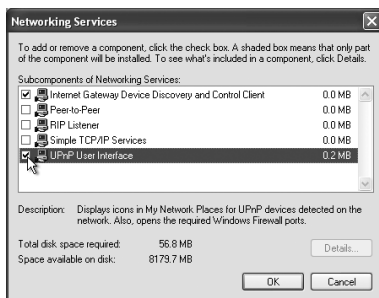 Networking Services
To add or remove a component, click the check box. A shaded box means that only part
of the component will be installed. To see what's included in a component, click Details.
Subcomponents of Networking Services:
Internet Gateway Device Discovery and Control Client 0.0 MB
Peer-to-Peer 0.0 MB
RIP Listener 0.0 MB
Simple TCP/IP Services 0.0 MB
UPnP User Interface 0.2 MB
Description: Displays icons in My Network Places for UPnP devices detected on the
network. Also, opens the required Windows Firewall ports.
Total disk space required: 56.8 MB
Details...
Space available on disk: 8179.7 MB
OK Cancel